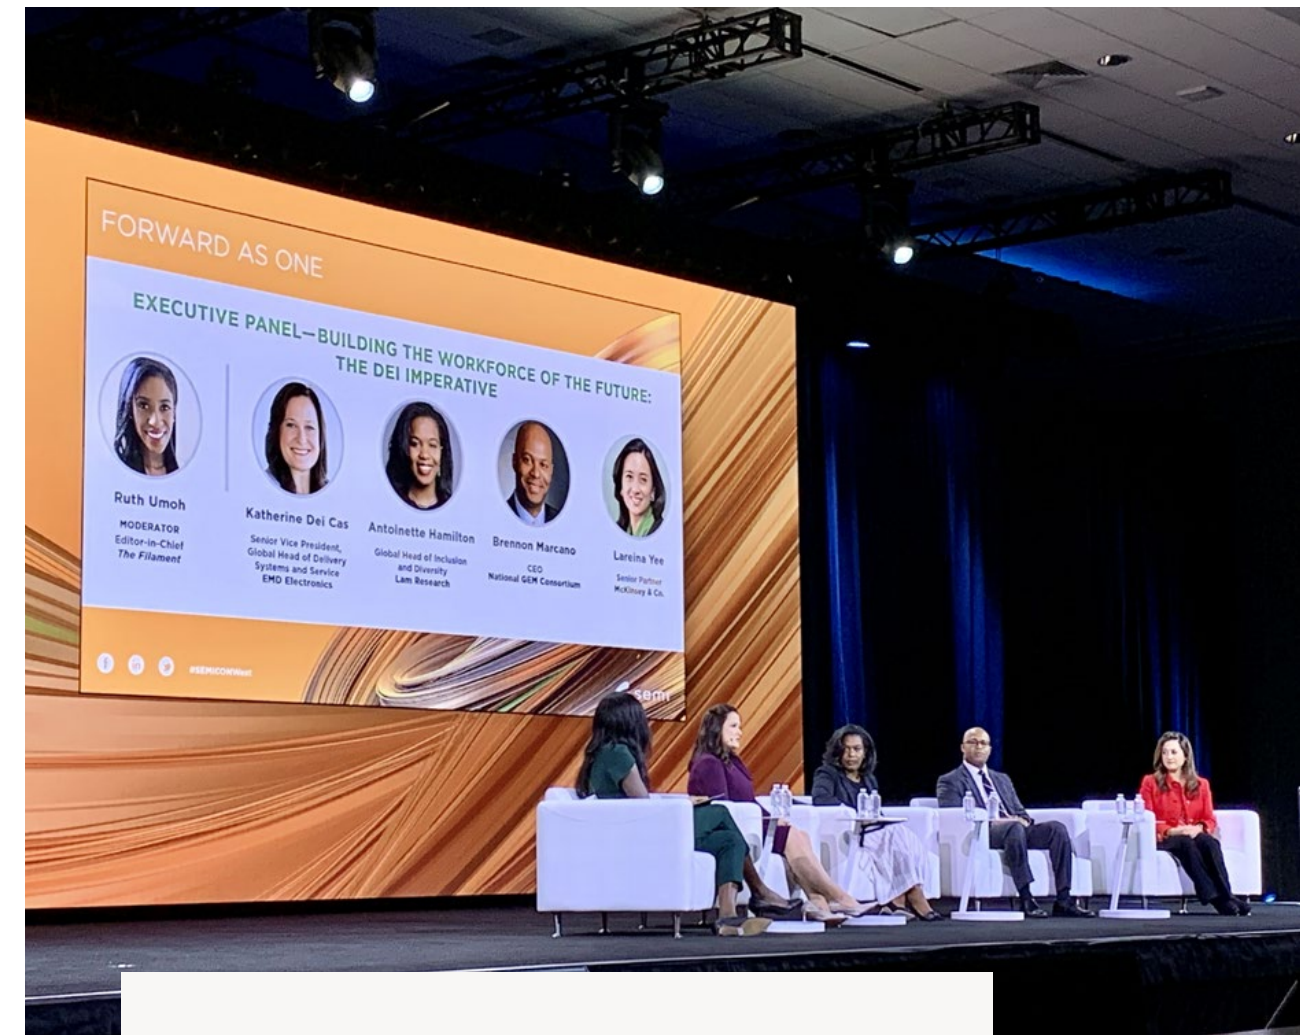 FORWARD AS ONE
EXECUTIVE PANEL—BUILDING THE WORKFORCE OF THE FUTURE:
THE DEI IMPERATIVE
Ruth Umoh
MODERATOR
Editor-in-Chief
The Filament
Katherine Dei Cas
Senior Vice President,
Global Head of Delivery
Systems and Service
EMD Electronics
Antoinette Hamilton
Global Head of Inclusion
and Diversity
Lam Research
Brennon Marcano
CEO
National GEM Consortium
Lareina Yee
Senior Partner
McKinsey & Co.
#SEMICONWest
semi